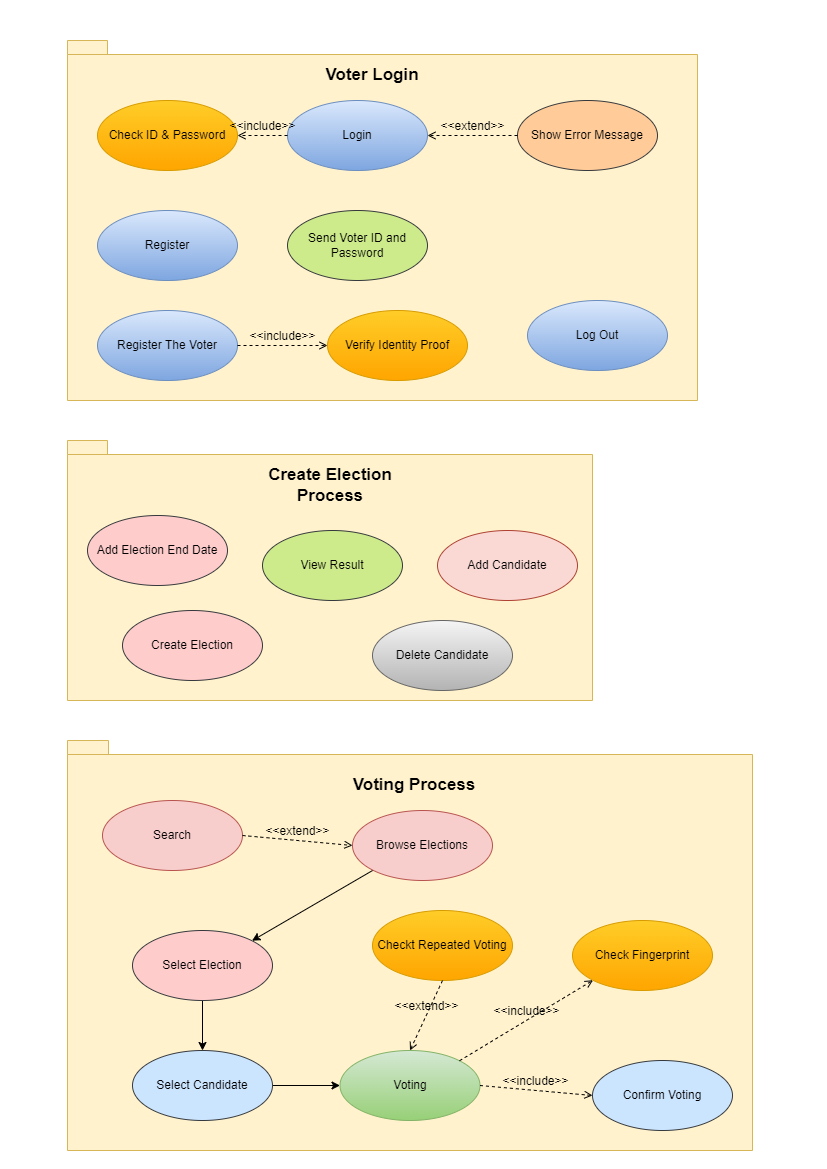 Voter Login
Check ID & Password
<<include>>
Login
<<extend>>
Show Error Message
Register
Send Voter ID and
Password
Register The Voter
<<include>>
Verify Identity Proof
Log Out
Create Election
Process
Add Election End Date
View Result
Add Candidate
Create Election
Delete Candidate
Voting Process
Search
<<extend>>
Browse Elections
Select Election
Checkt Repeated Voting
Check Fingerprint
<<extend>>
<<include>>
Select Candidate
Voting
<<include>>
Confirm Voting